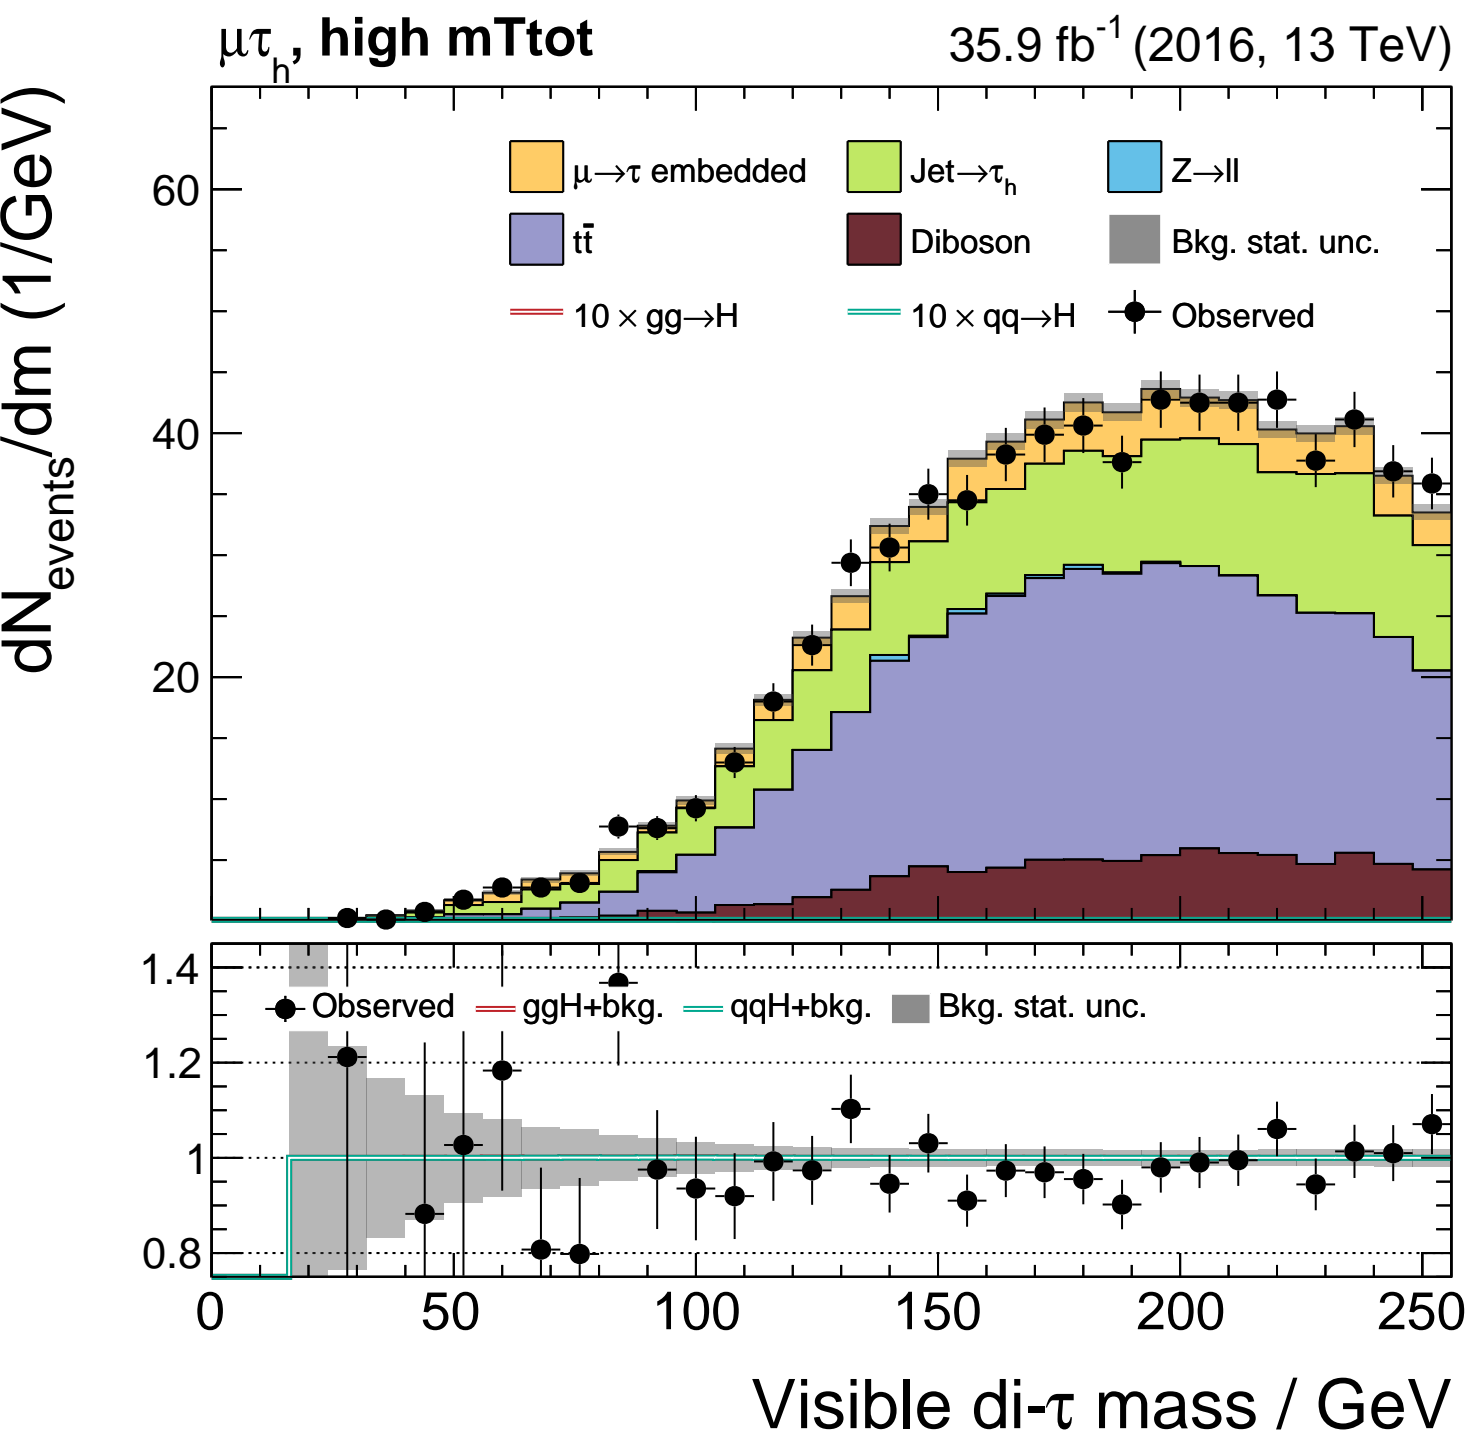 μτh, high mTtot 35.9 fb-1 (2016, 13 TeV)
dNevents/dm (1/GeV)
60
40
20
μ→τ embedded Jet→τh Z→ll
tt̄ Diboson Bkg. stat. unc.
10 × gg→H 10 × qq→H Observed
1.4
1.2
1
0.8
Observed ggH+bkg. qqH+bkg. Bkg. stat. unc.
0 50 100 150 200 250
Visible di-τ mass / GeV